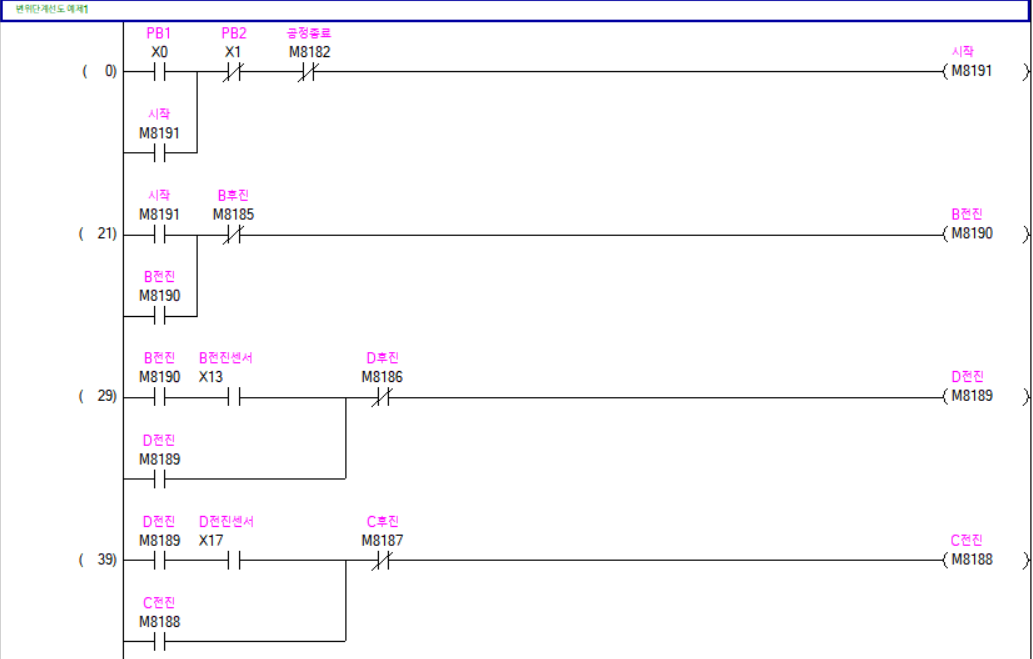 변위단계선도 예제1
PB1 PB2 공정종료
X0 X1 M8182 시작
( 0) ( M8191 )
시작
M8191
시작 B후진
M8191 M8185 B전진
( 21) ( M8190 )
B전진
M8190
B전진 B전진센서 D후진
M8190 X13 M8186 D전진
( 29) ( M8189 )
D전진
M8189
D전진 D전진센서 C후진
M8189 X17 M8187 C전진
( 39) ( M8188 )
C전진
M8188